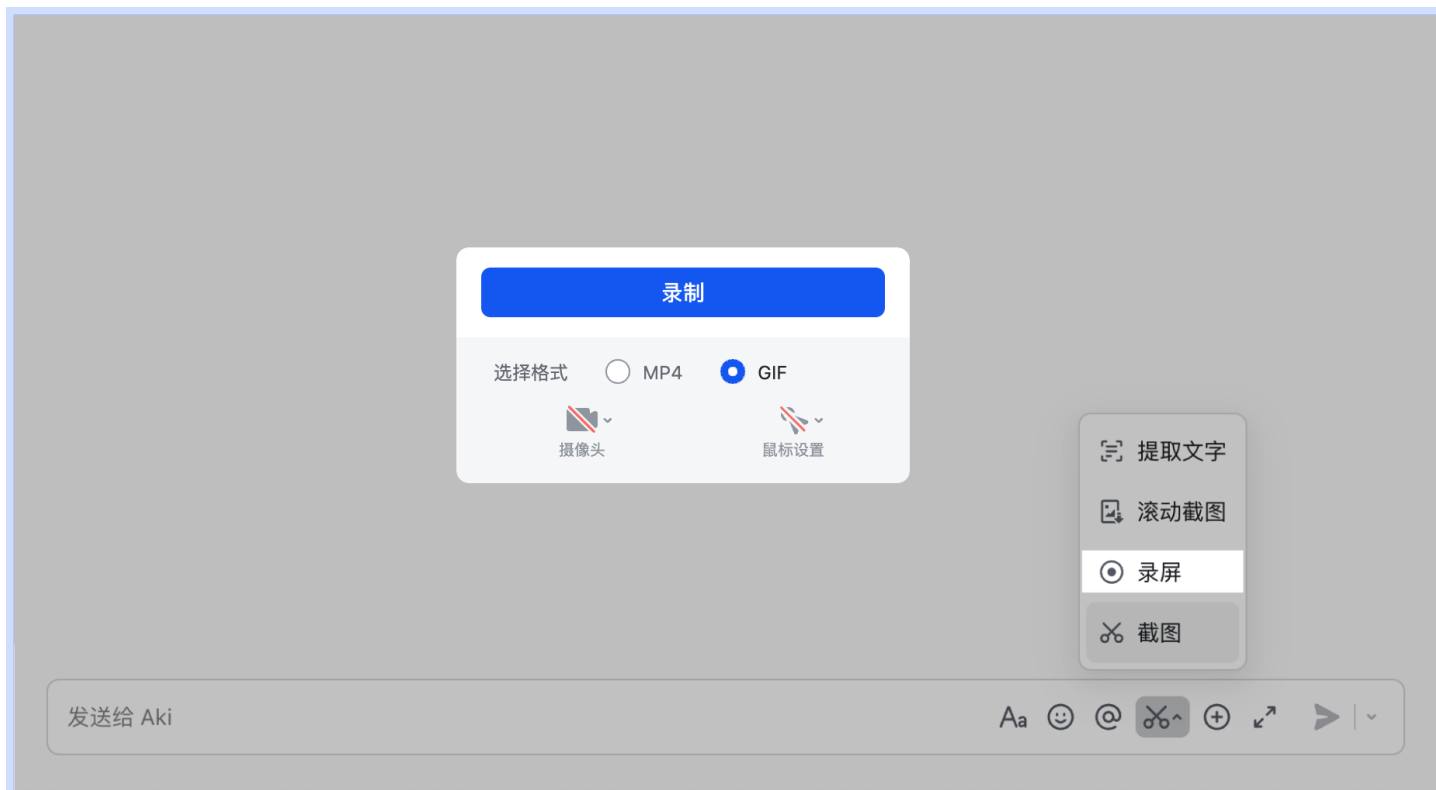 录制
选择格式 MP4 GIF
摄像头 鼠标设置
提取文字
滚动截图
录屏
截图
发送给 Aki Aa